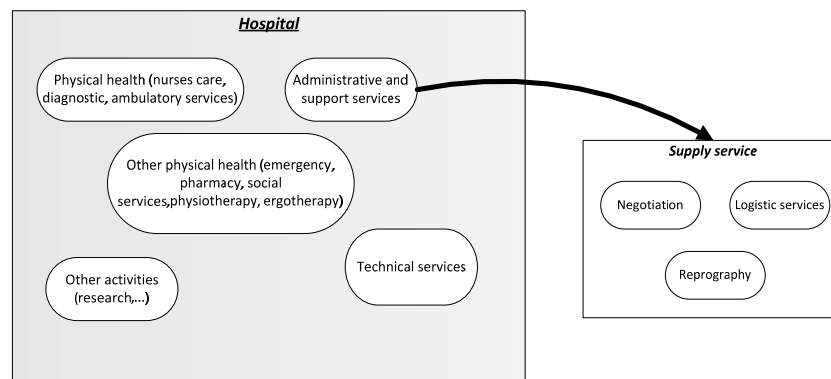 Hospital
Physical health (nurses care,
diagnostic, ambulatory services)
Administrative and
support services
Other physical health (emergency,
pharmacy, social
services,physiotherapy, ergotherapy)
Technical services
Other activities
(research,...)
Supply service
Negotiation
Logistic services
Reprography